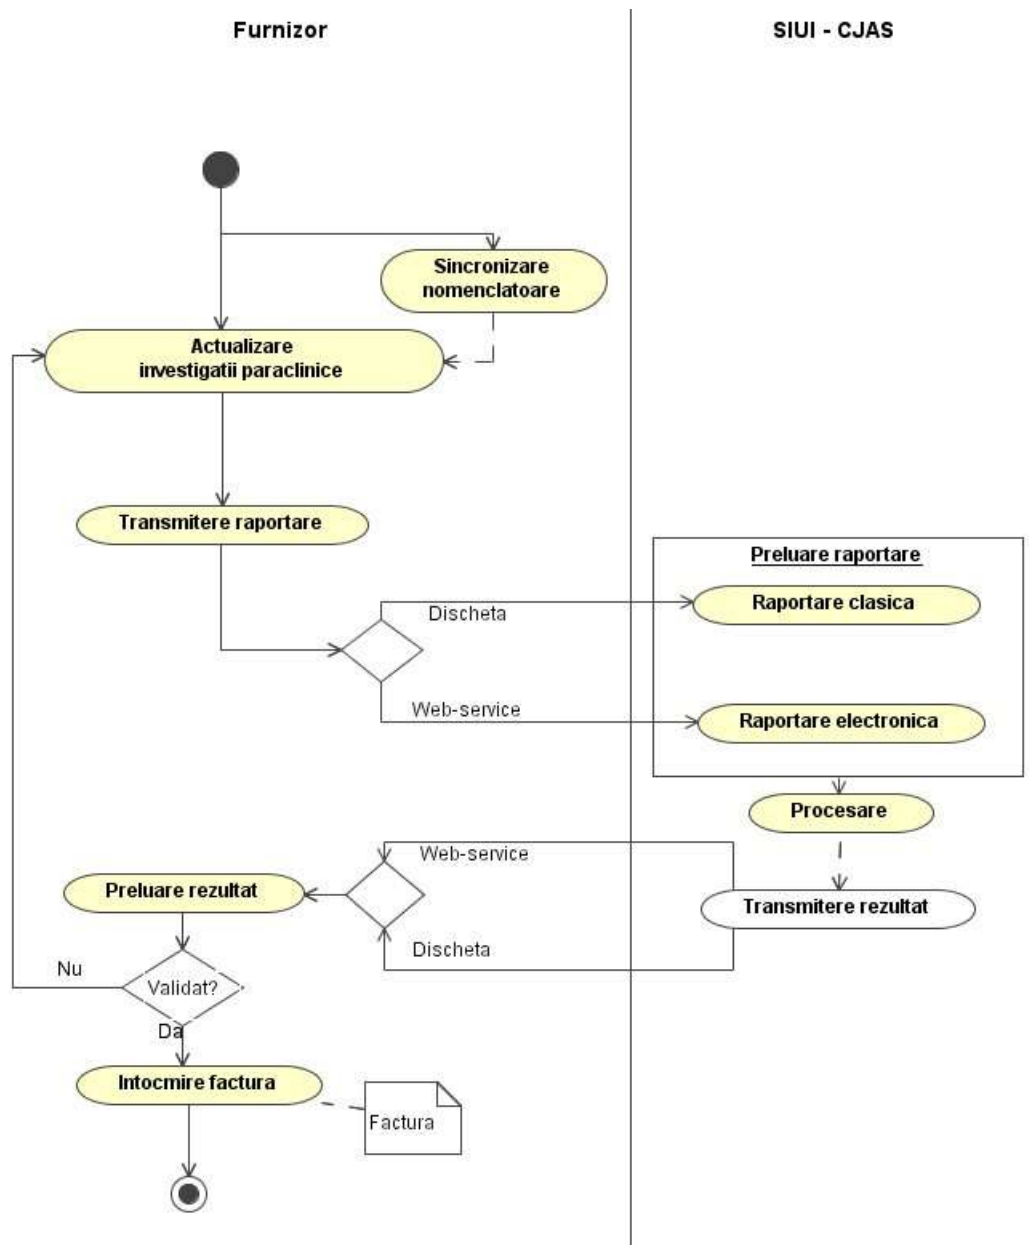 Furnizor
SIUI - CJAS
Sincronizare
nomenclatoare
Actualizare
investigatii paraclinice
Transmitere raportare
Preluare raportare
Raportare clasica
Discheta
Web-service
Raportare electronica
Procesare
Web-service
Preluare rezultat
Transmitere rezultat
Discheta
Nu
Validat?
Da
Intocmire factura
Factura